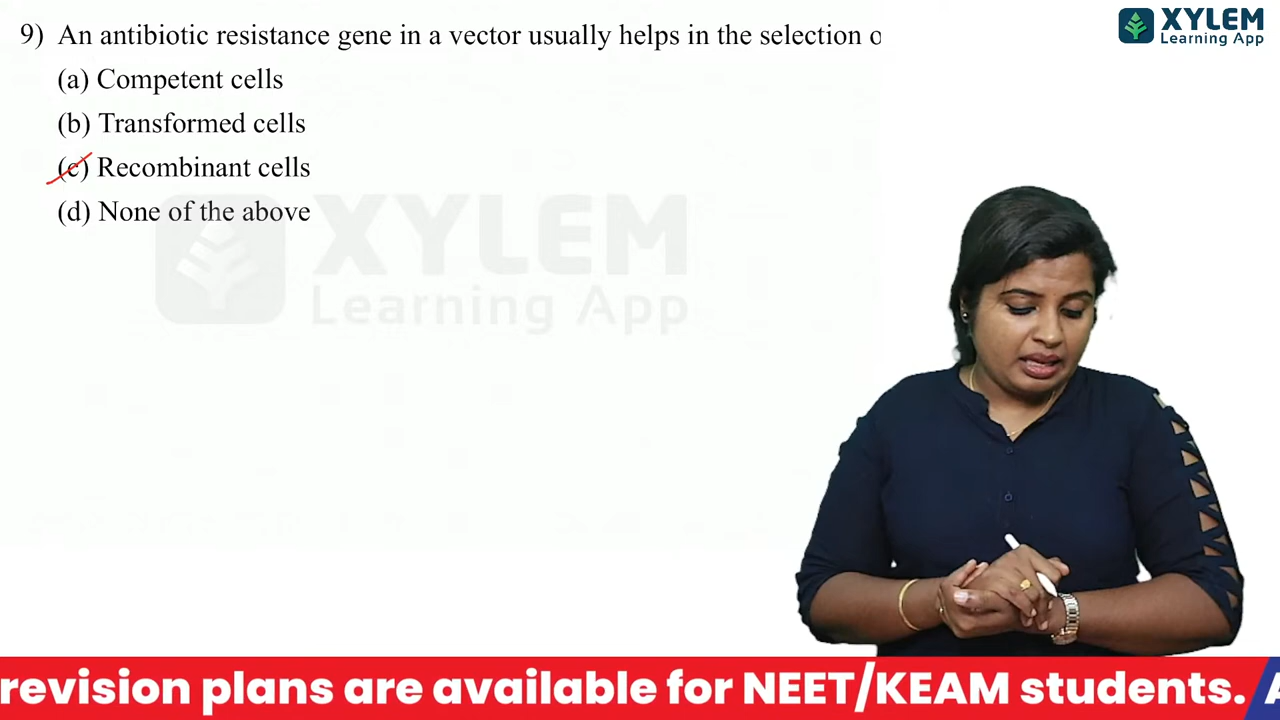 9) An antibiotic resistance gene in a vector usually helps in the selection o
(a) Competent cells
(b) Transformed cells
(c) Recombinant cells
(d) None of the above
XYLEM
Learning App
XYLEM
Learning App
revision plans are available for NEET/KEAM students. A